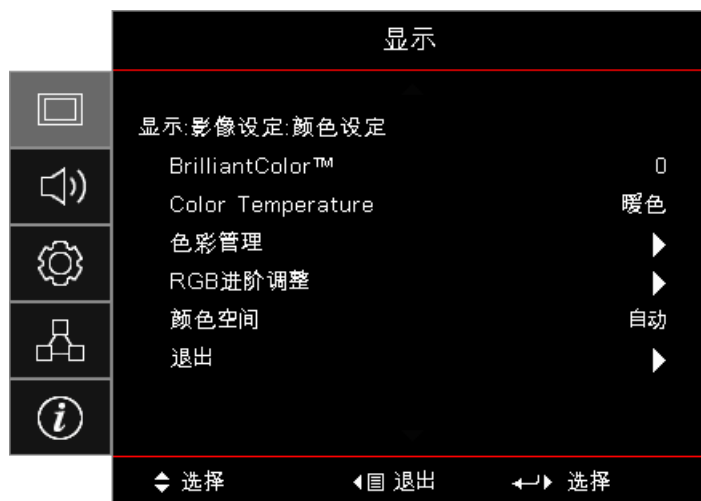 显示
显示:影像设定:颜色设定
BrilliantColor™ 0
Color Temperature 暖色
色彩管理
RGB进阶调整
颜色空间 自动
退出
选择 退出 选择